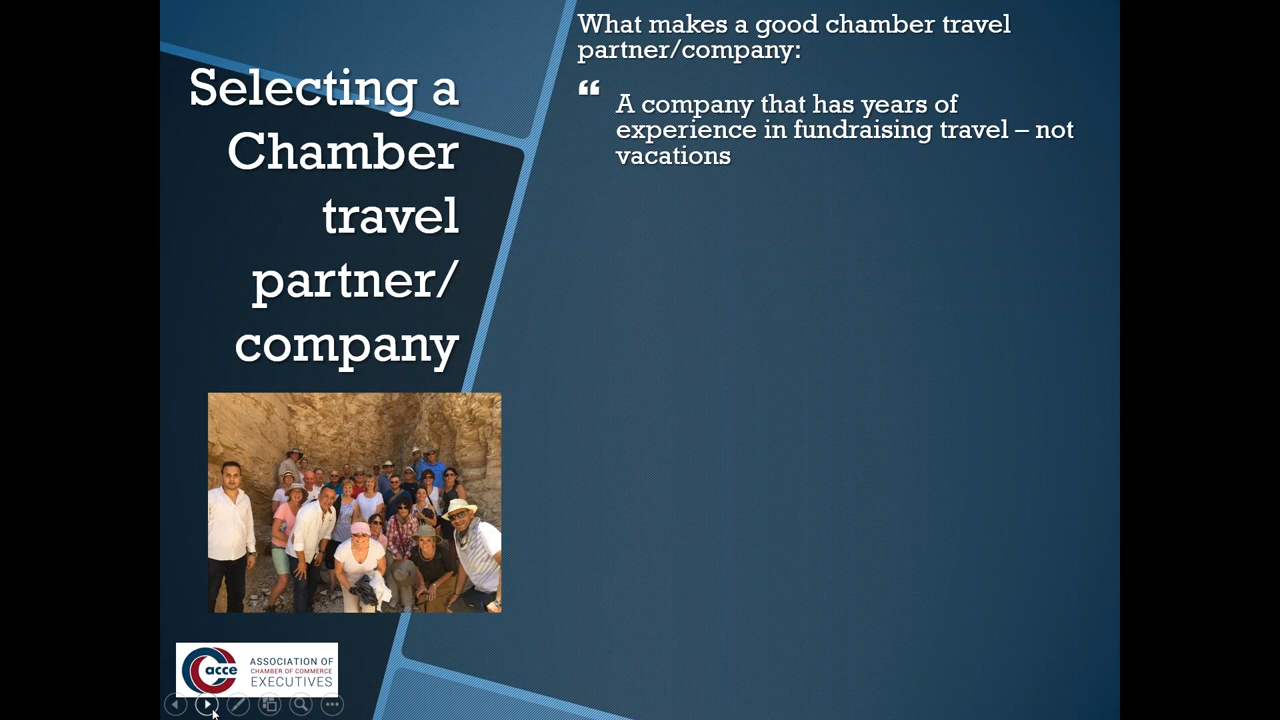 Selecting a
Chamber
travel
partner/
company
What makes a good chamber travel
partner/company:
❝ A company that has years of
experience in fundraising travel – not
vacations
acce
ASSOCIATION OF
CHAMBER OF COMMERCE
EXECUTIVES